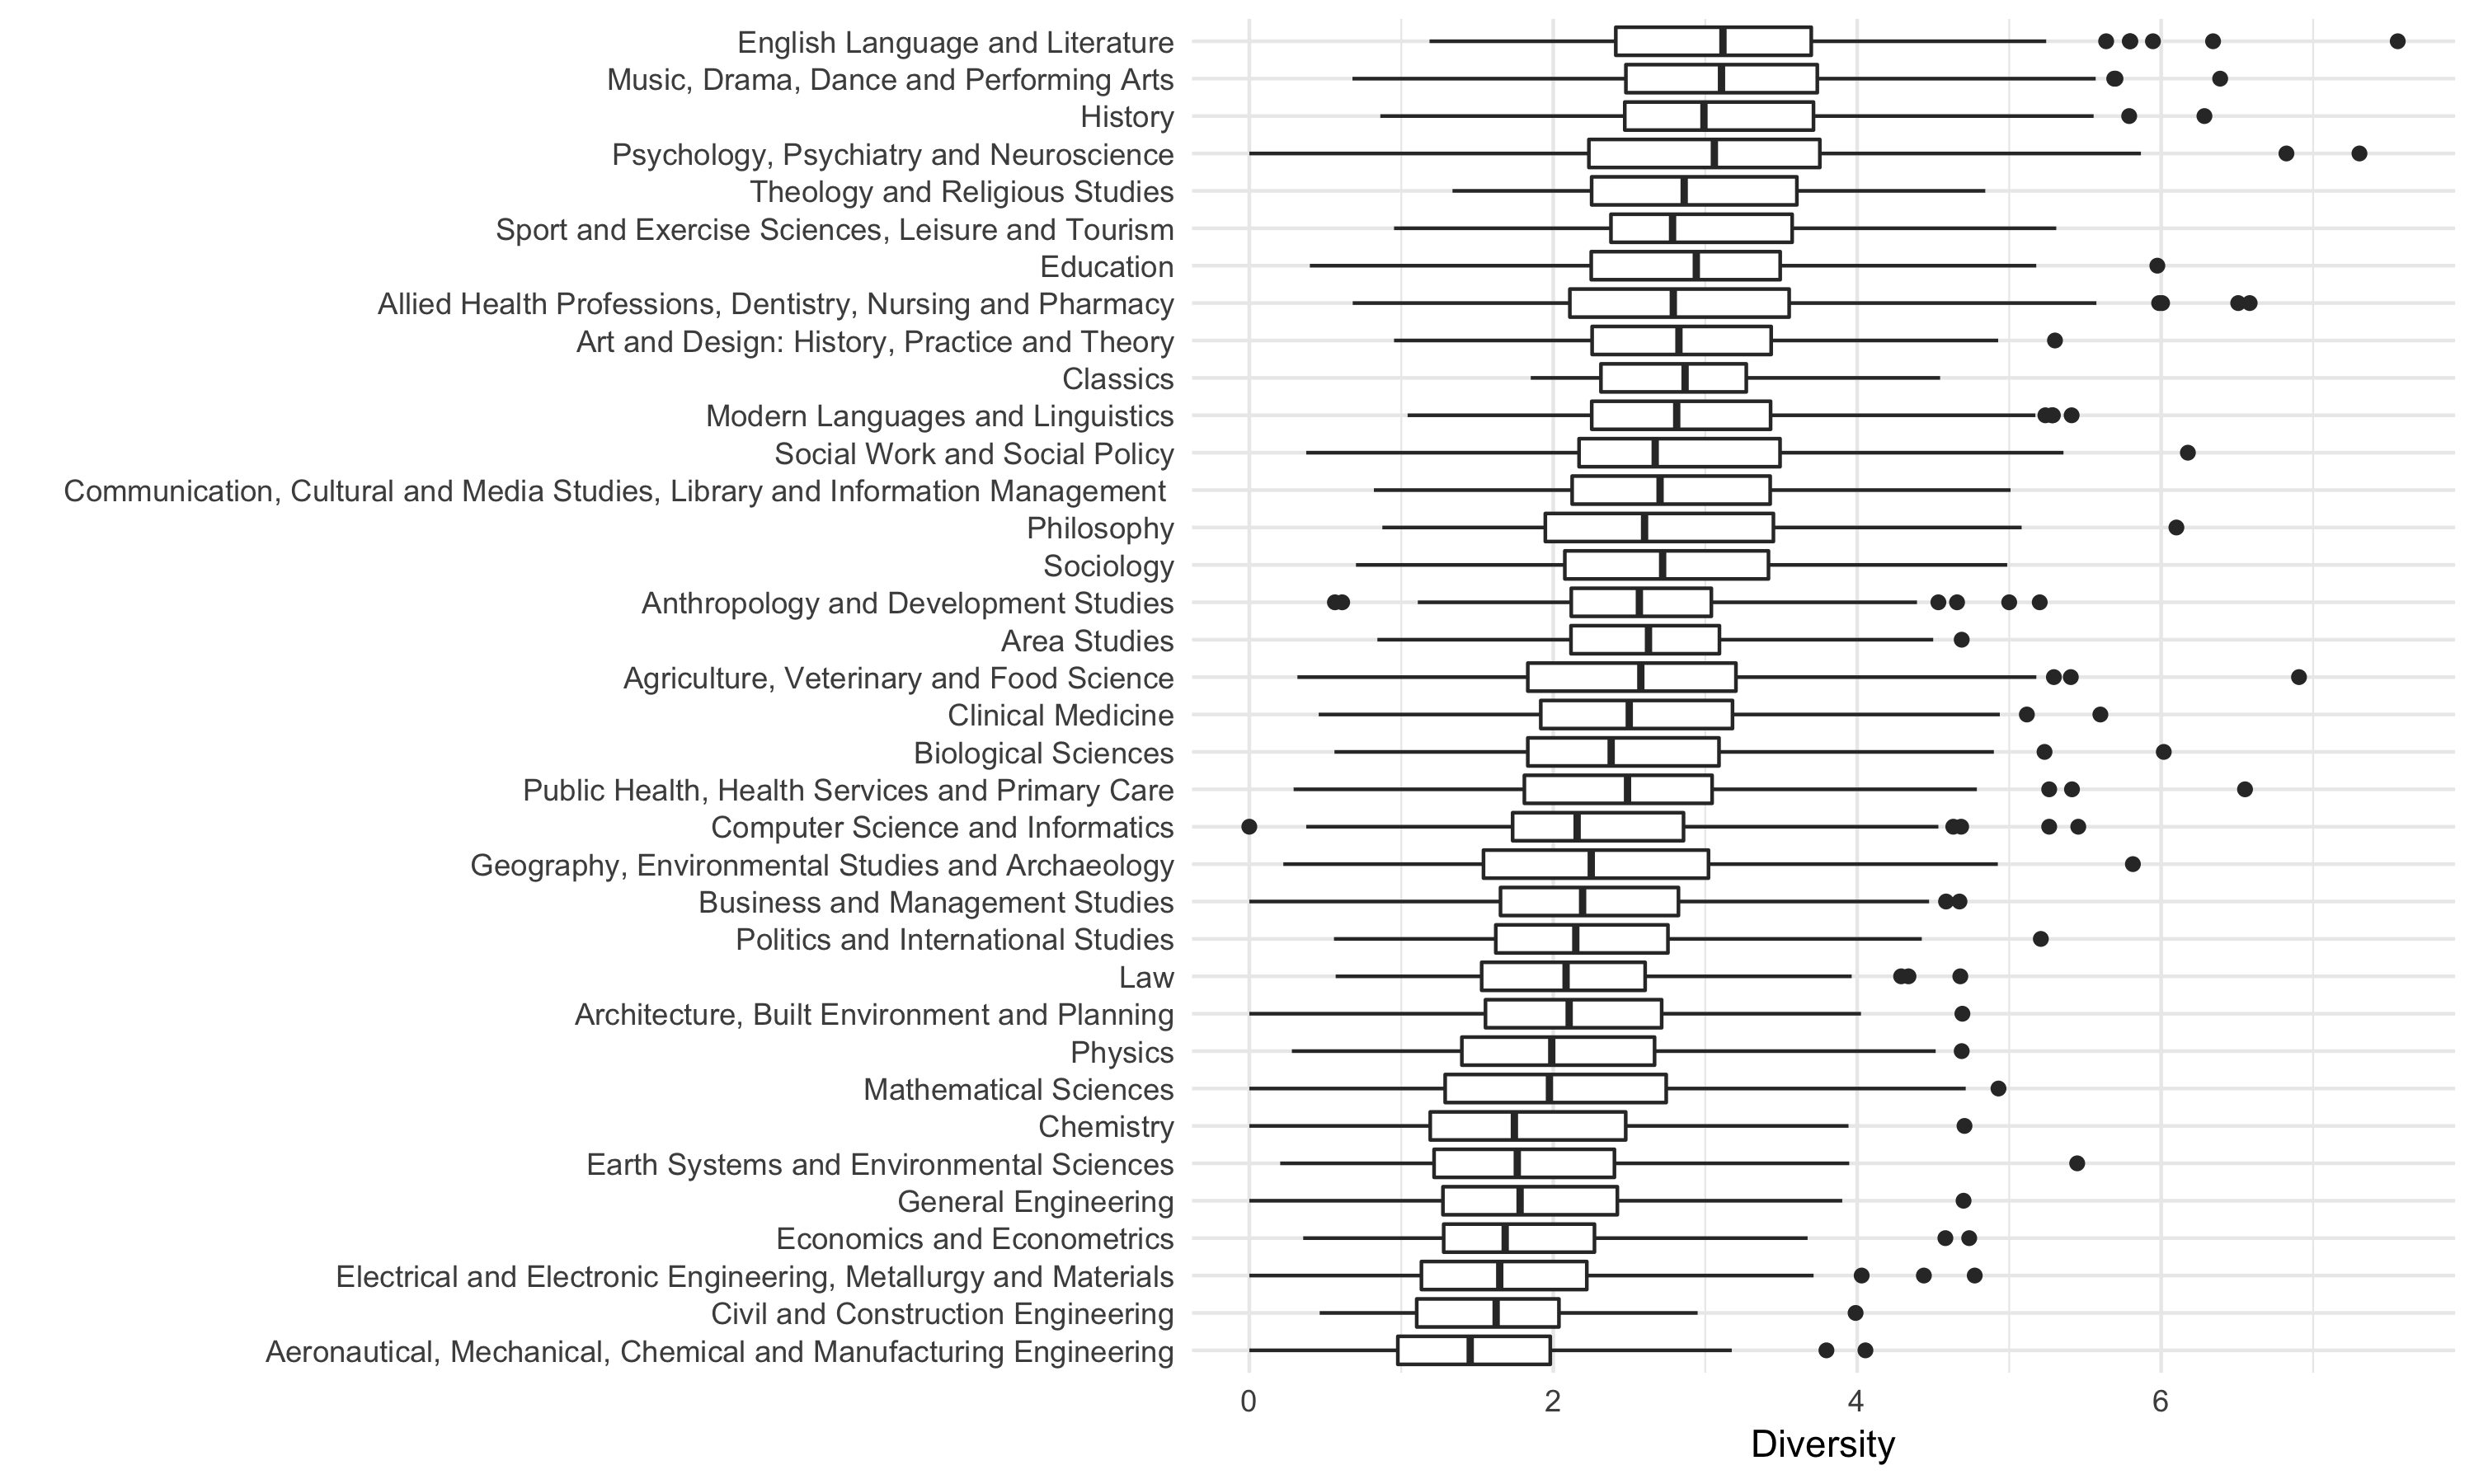 English Language and Literature
Music, Drama, Dance and Performing Arts
History
Psychology, Psychiatry and Neuroscience
Theology and Religious Studies
Sport and Exercise Sciences, Leisure and Tourism
Education
Allied Health Professions, Dentistry, Nursing and Pharmacy
Art and Design: History, Practice and Theory
Classics
Modern Languages and Linguistics
Social Work and Social Policy
Communication, Cultural and Media Studies, Library and Information Management
Philosophy
Sociology
Anthropology and Development Studies
Area Studies
Agriculture, Veterinary and Food Science
Clinical Medicine
Biological Sciences
Public Health, Health Services and Primary Care
Computer Science and Informatics
Geography, Environmental Studies and Archaeology
Business and Management Studies
Politics and International Studies
Law
Architecture, Built Environment and Planning
Physics
Mathematical Sciences
Chemistry
Earth Systems and Environmental Sciences
General Engineering
Economics and Econometrics
Electrical and Electronic Engineering, Metallurgy and Materials
Civil and Construction Engineering
Aeronautical, Mechanical, Chemical and Manufacturing Engineering
0 2 4 6
Diversity